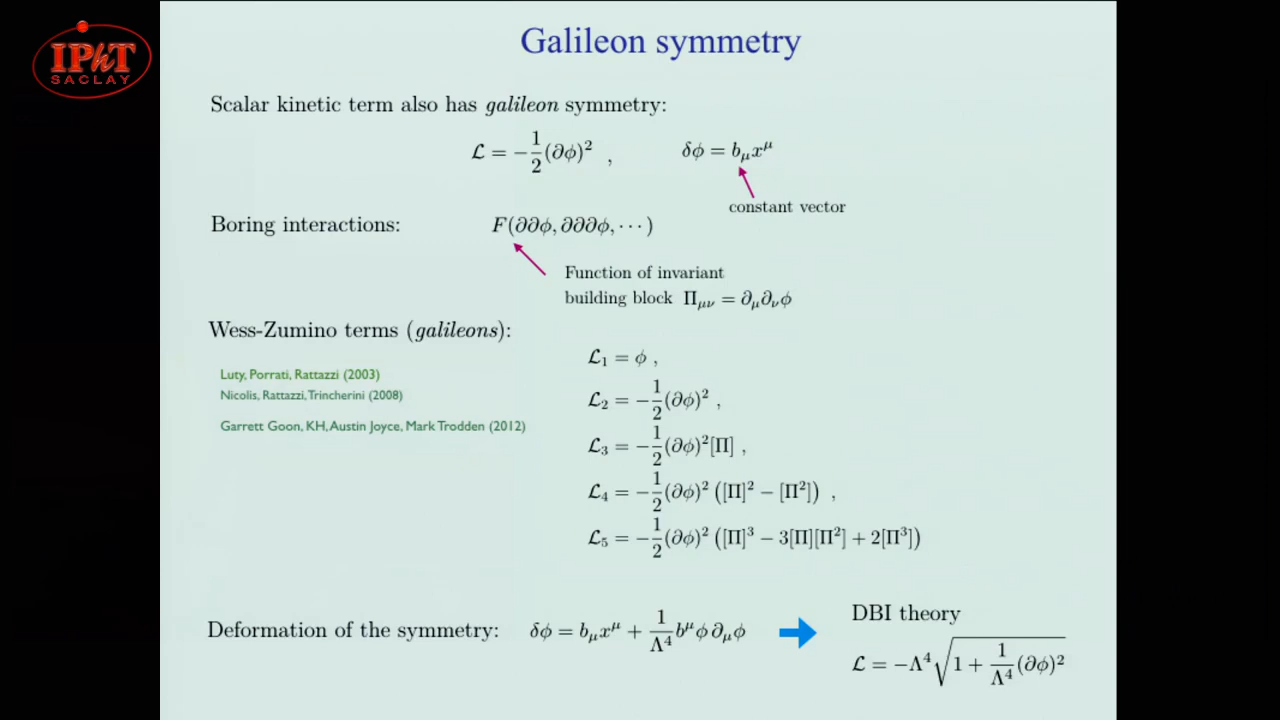 IPhT
SACLAY
Galileon symmetry
Scalar kinetic term also has galileon symmetry:
ℒ = −1/2(∂φ)² , δφ = b_μx^μ
constant vector
Boring interactions: F(∂∂φ, ∂∂∂φ, ···)
Function of invariant
building block Π_μν = ∂_μ∂_νφ
Wess-Zumino terms (galileons):
Luty, Porrati, Rattazzi (2003)
Nicolis, Rattazzi, Trincherini (2008)
Garrett Goon, KH, Austin Joyce, Mark Trodden (2012)
ℒ₁ = φ ,
ℒ₂ = −1/2(∂φ)² ,
ℒ₃ = −1/2(∂φ)²[Π] ,
ℒ₄ = −1/2(∂φ)² ([Π]² − [Π²]) ,
ℒ₅ = −1/2(∂φ)² ([Π]³ − 3[Π][Π²] + 2[Π³])
Deformation of the symmetry: δφ = b_μx^μ + 1/Λ⁴ b^μφ ∂_μφ
DBI theory
ℒ = −Λ⁴√(1 + 1/Λ⁴(∂φ)²)